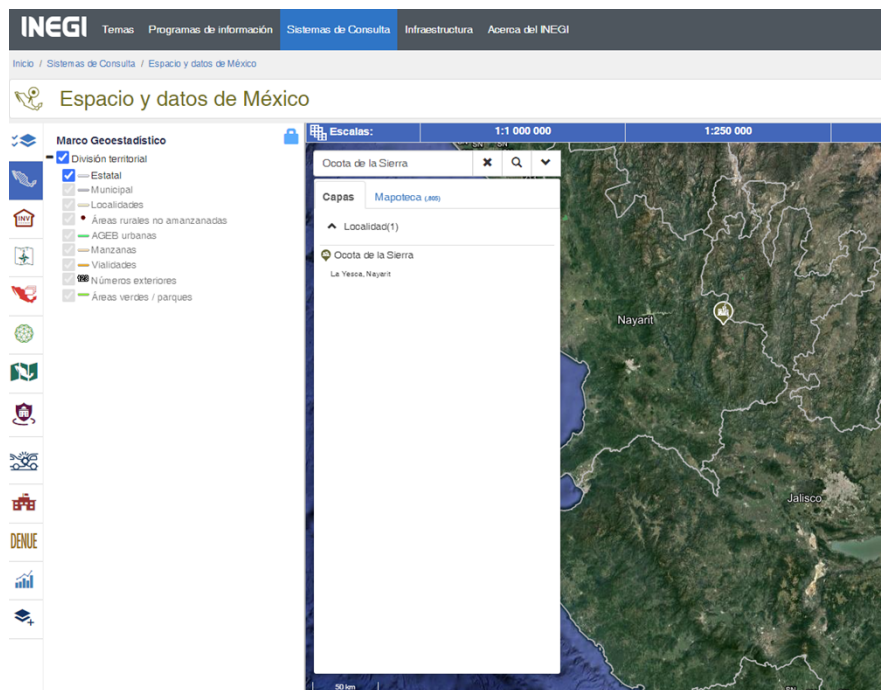 INEGI Temas Programas de información Sistemas de Consulta Infraestructura Acerca del INEGI
Inicio / Sistemas de Consulta / Espacio y datos de México
Espacio y datos de México
Marco Geoestadístico
División territorial
Estatal
Municipal
Localidades
Áreas rurales no amanzanadas
AGEB urbanas
Manzanas
Vialidades
Números exteriores
Áreas verdes / parques
INV
DENUE
Escalas: 1:1 000 000 1:250 000
Ocota de la Sierra
Capas Mapoteca
Localidad(1)
Ocota de la Sierra
La Yesca, Nayarit
Nayarit
Jalisco
50 km